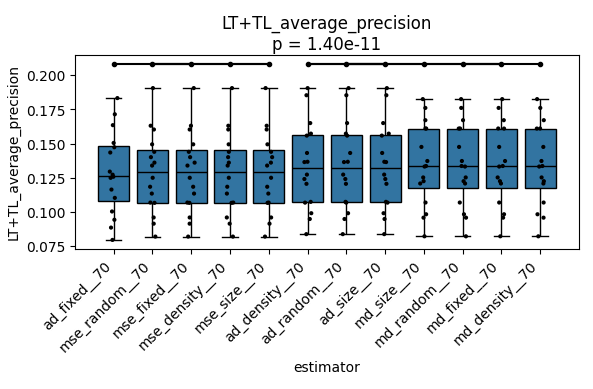 LT+TL_average_precision
p = 1.40e-11
LT+TL_average_precision
0.200
0.175
0.150
0.125
0.100
0.075
ad_fixed__70
mse_random__70
mse_fixed__70
mse_density__70
mse_size__70
ad_density__70
ad_random__70
ad_size__70
md_size__70
md_random__70
md_fixed__70
md_density__70
estimator